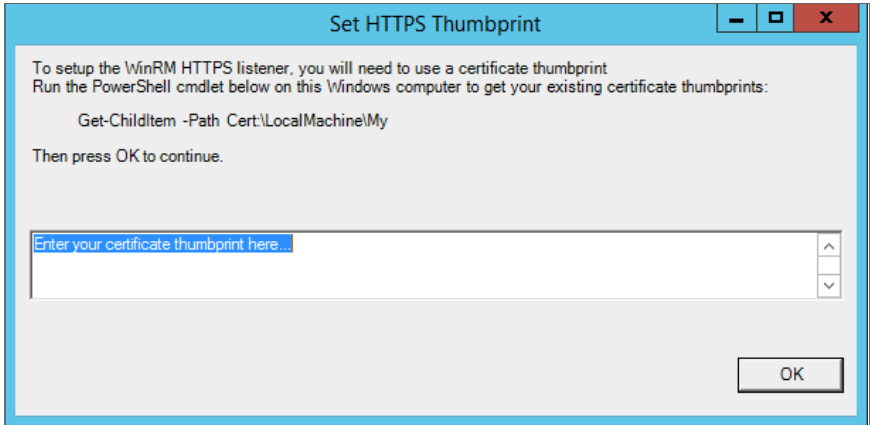 Set HTTPS Thumbprint
To setup the WinRM HTTPS listener, you will need to use a certificate thumbprint
Run the PowerShell cmdlet below on this Windows computer to get your existing certificate thumbprints:
Get-ChildItem -Path Cert:\LocalMachine\My
Then press OK to continue.
Enter your certificate thumbprint here...
OK